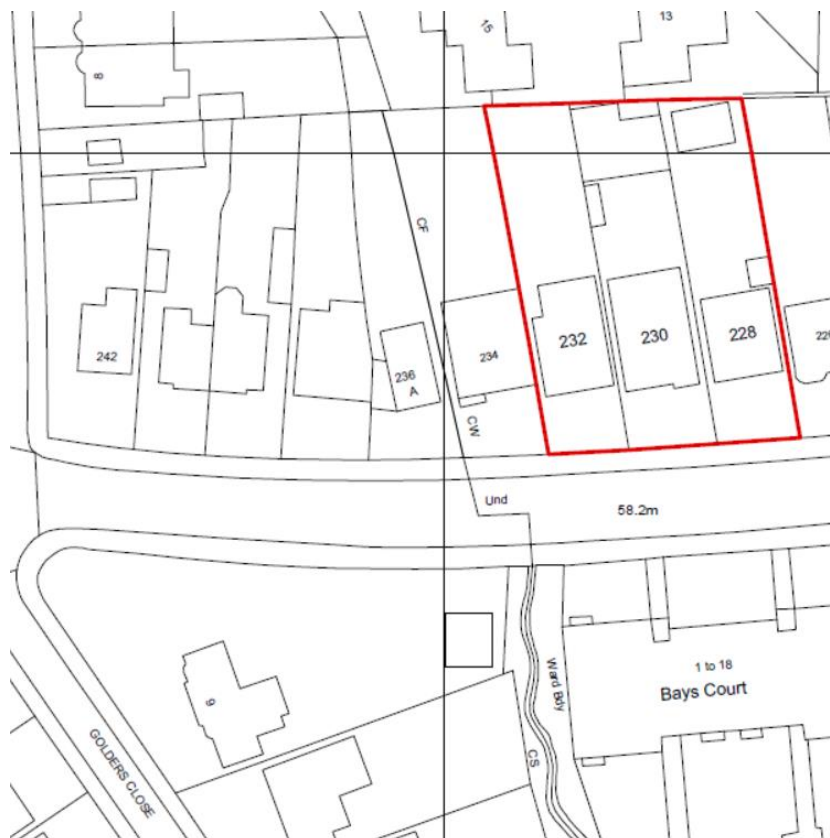 8
15
13
CF
242
236
A
234
232
230
228
CW
Und
58.2m
9
GOLDERS CLOSE
Ward Bdy
CS
1 to 18
Bays Court